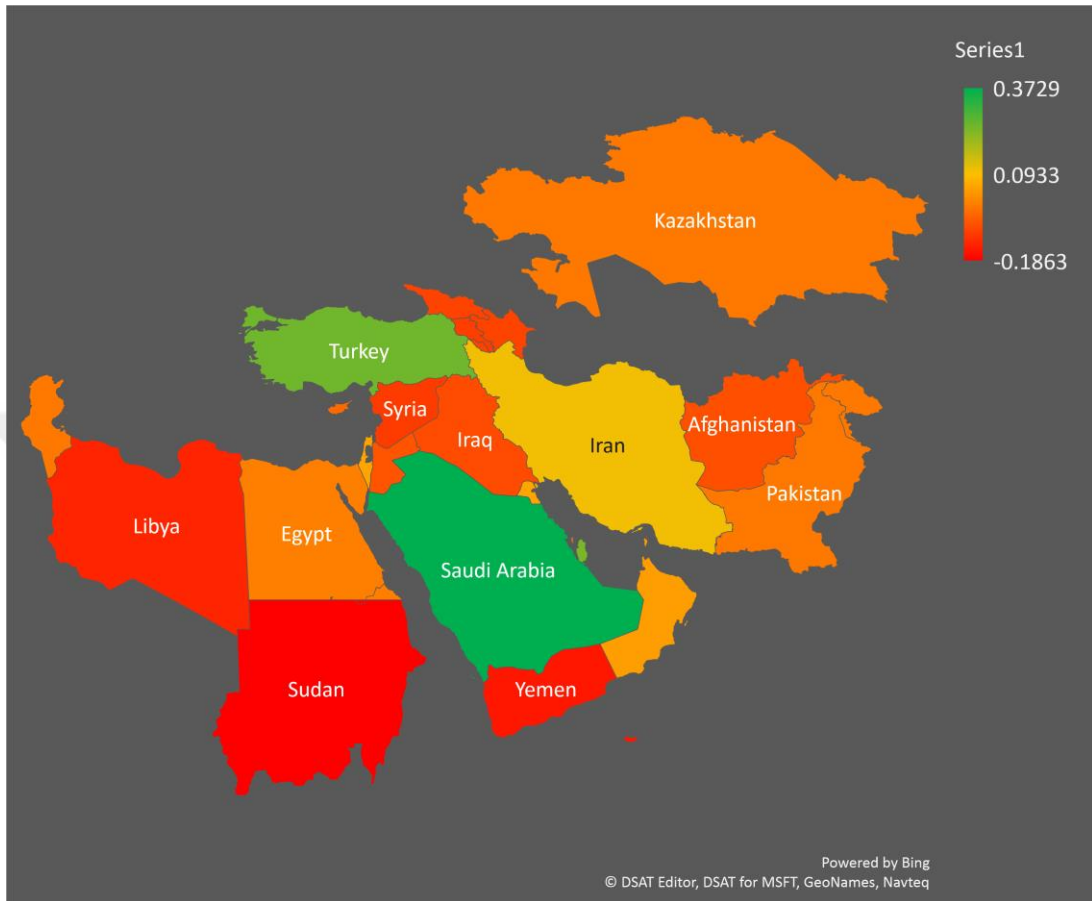 Series1
0.3729
0.0933
-0.1863
Kazakhstan
Turkey
Syria
Iraq
Iran
Afghanistan
Pakistan
Libya
Egypt
Saudi Arabia
Sudan
Yemen
Powered by Bing
© DSAT Editor, DSAT for MSFT, GeoNames, Navteq